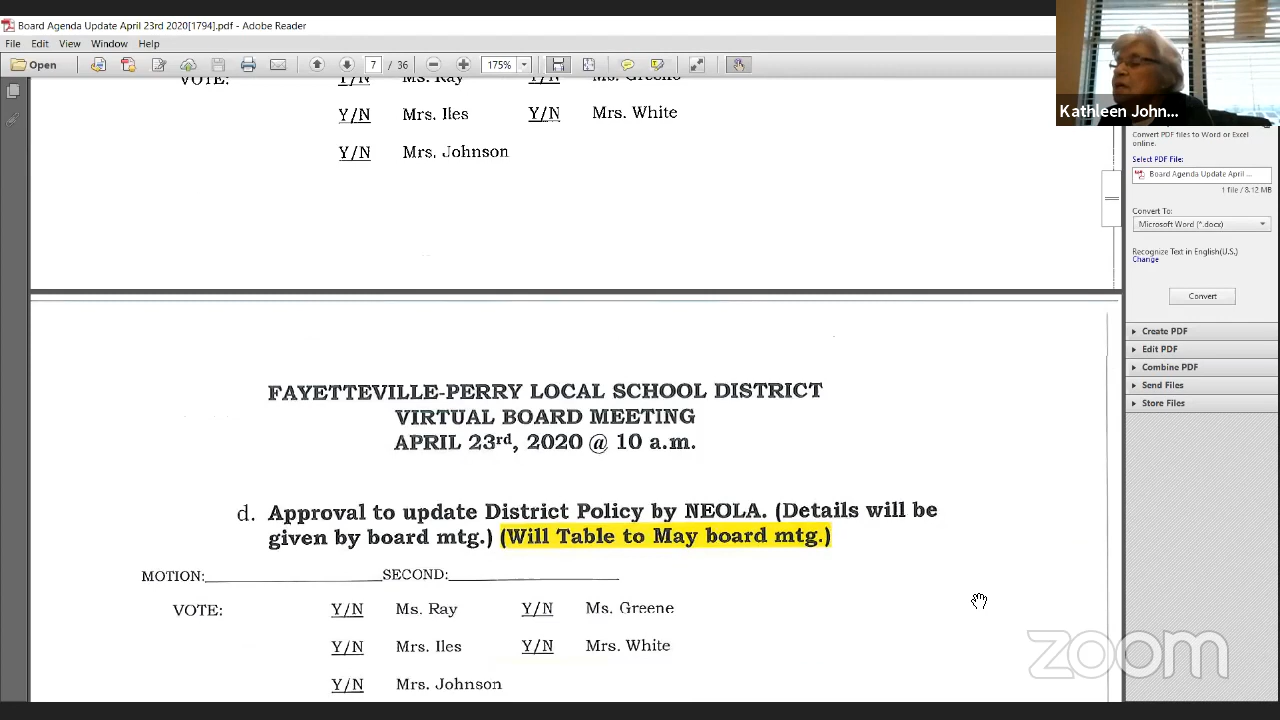 Board Agenda Update April 23rd 2020[1794].pdf - Adobe Reader
File Edit View Window Help
Open 7 / 36 175%
VOTE: Y/N Ms. Ray Y/N Ms. Greene
Y/N Mrs. Iles Y/N Mrs. White
Y/N Mrs. Johnson
FAYETTEVILLE-PERRY LOCAL SCHOOL DISTRICT
VIRTUAL BOARD MEETING
APRIL 23rd, 2020 @ 10 a.m.
d. Approval to update District Policy by NEOLA. (Details will be
given by board mtg.) (Will Table to May board mtg.)
MOTION:____________________SECOND:____________________
VOTE: Y/N Ms. Ray Y/N Ms. Greene
Y/N Mrs. Iles Y/N Mrs. White
Y/N Mrs. Johnson
Kathleen John...
Convert PDF files to Word or Excel
online.
Select PDF File:
Board Agenda Update April ...
1 file / 8.12 MB
Convert To:
Microsoft Word (*.docx)
Recognize Text in English(U.S.)
Change
Convert
Create PDF
Edit PDF
Combine PDF
Send Files
Store Files
zoom